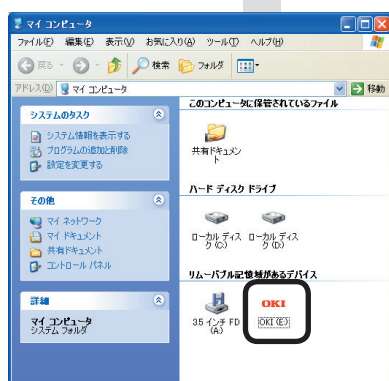 マイ コンピュータ
ファイル(F) 編集(E) 表示(V) お気に入り(A) ツール(T) ヘルプ(H)
戻る 検索 フォルダ
アドレス(D) マイ コンピュータ 移動
システムのタスク
システム情報を表示する
プログラムの追加と削除
設定を変更する
その他
マイ ネットワーク
マイ ドキュメント
共有ドキュメント
コントロール パネル
詳細
マイ コンピュータ
システム フォルダ
このコンピュータに保管されているファイル
共有ドキュメン
ト
ハード ディスク ドライブ
ローカル ディス
ク (C:)
ローカル ディス
ク (D:)
リムーバブル記憶域があるデバイス
3.5 インチ FD
(A:)
OKI
OKI (E:)